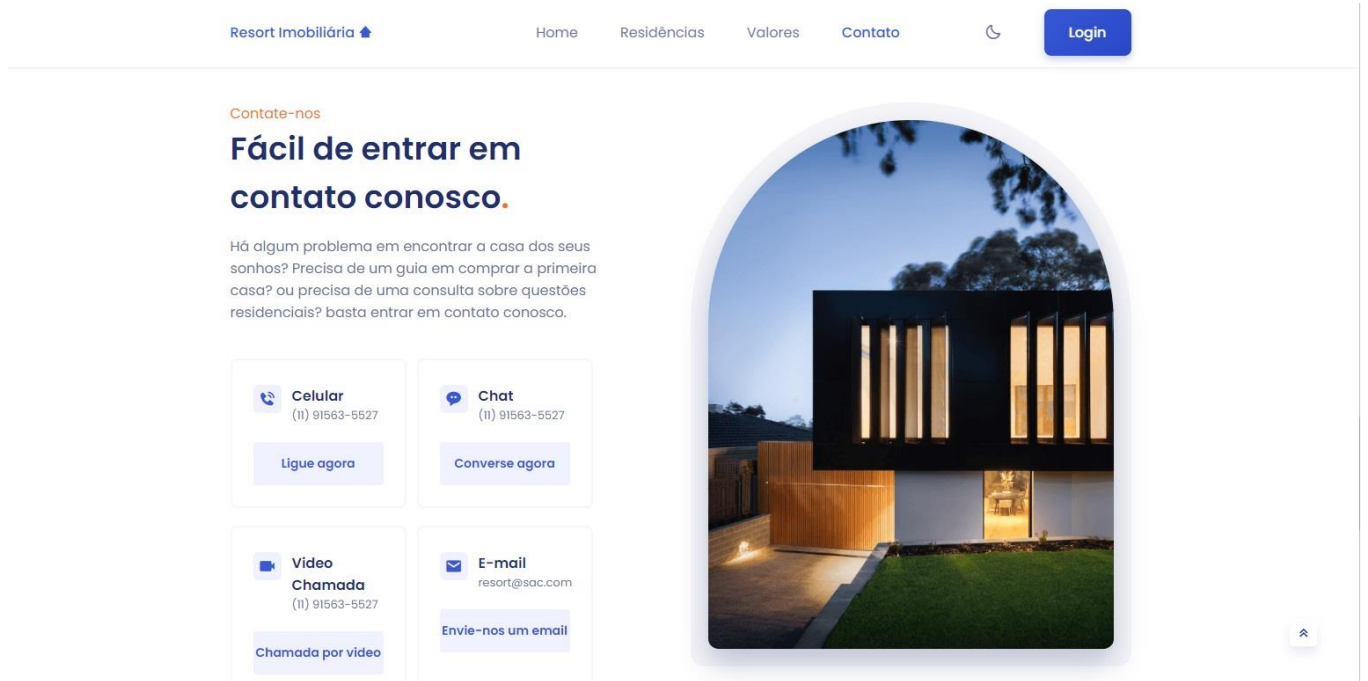 Resort Imobiliária
Home
Residências
Valores
Contato
Login
Contate-nos
Fácil de entrar em
contato conosco.
Há algum problema em encontrar a casa dos seus
sonhos? Precisa de um guia em comprar a primeira
casa? ou precisa de uma consulta sobre questões
residenciais? basta entrar em contato conosco.
Celular
(11) 91563-5527
Ligue agora
Chat
(11) 91563-5527
Converse agora
Video
Chamada
(11) 91563-5527
Chamada por video
E-mail
resort@sac.com
Envie-nos um email